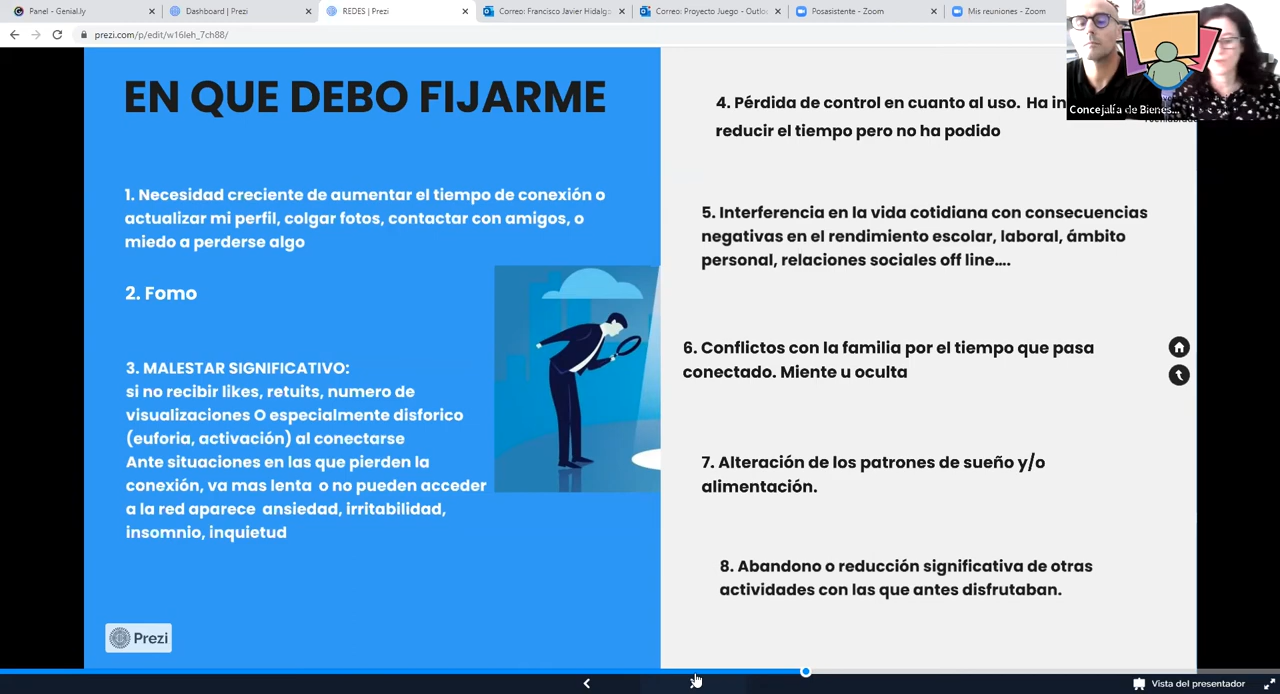 Panel - Genial.ly
Dashboard | Prezi
REDES | Prezi
Correo: Francisco Javier Hidalgo
Correo: Proyecto Juego - Outlo
Posasistente - Zoom
Mis reuniones - Zoom
prezi.com/p/edit/w16leh_7ch88/
Concejalía de Bienes...
EN QUE DEBO FIJARME
1. Necesidad creciente de aumentar el tiempo de conexión o
actualizar mi perfil, colgar fotos, contactar con amigos, o
miedo a perderse algo
2. Fomo
3. MALESTAR SIGNIFICATIVO:
si no recibir likes, retuits, numero de
visualizaciones O especialmente disforico
(euforia, activación) al conectarse
Ante situaciones en las que pierden la
conexión, va mas lenta o no pueden acceder
a la red aparece ansiedad, irritabilidad,
insomnio, inquietud
Prezi
4. Pérdida de control en cuanto al uso. Ha in
reducir el tiempo pero no ha podido
5. Interferencia en la vida cotidiana con consecuencias
negativas en el rendimiento escolar, laboral, ámbito
personal, relaciones sociales off line....
6. Conflictos con la familia por el tiempo que pasa
conectado. Miente u oculta
7. Alteración de los patrones de sueño y/o
alimentación.
8. Abandono o reducción significativa de otras
actividades con las que antes disfrutaban.
Vista del presentador